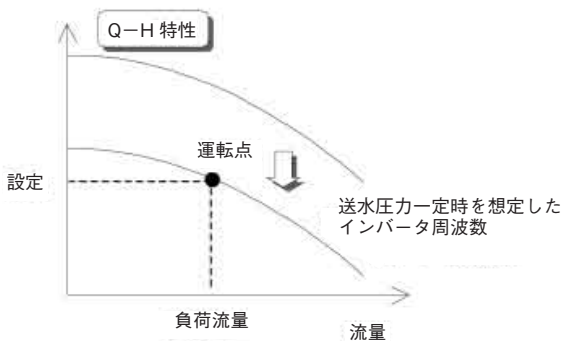 Q－H 特性
運転点
設定
送水圧力一定時を想定した
インバータ周波数
負荷流量
流量